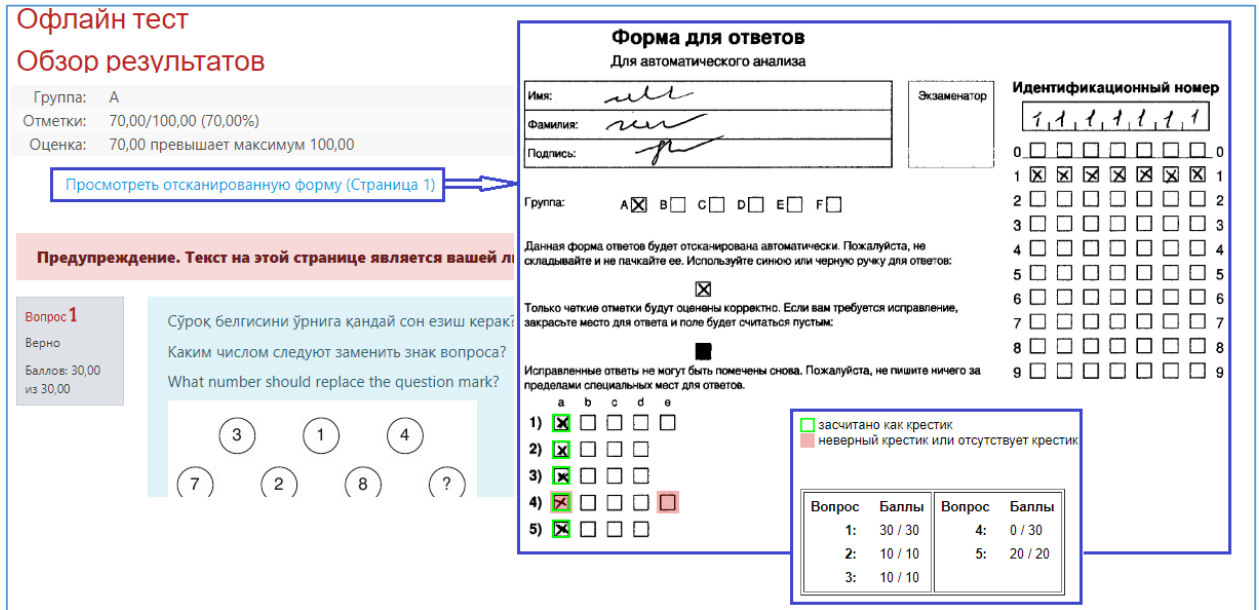 Офлайн тест
Обзор результатов
Группа: A
Отметки: 70,00/100,00 (70,00%)
Оценка: 70,00 превышает максимум 100,00
Просмотреть отсканированную форму (Страница 1)
Предупреждение. Текст на этой странице является вашей
Вопрос 1
Верно
Баллов: 30,00
из 30,00
Сўроқ белгисини ўрнига қандай сон езиш керак?
Каким числом следуют заменить знак вопроса?
What number should replace the question mark?
3 1 4
7 2 8 ?
Форма для ответов
Для автоматического анализа
Имя:
Фамилия:
Подпись:
Экзаменатор
Идентификационный номер
1 1 1 1 1 1 1
0 0
1 1
2 2
3 3
4 4
5 5
6 6
7 7
8 8
9 9
Группа: A B C D E F
Данная форма ответов будет отсканирована автоматически. Пожалуйста, не
складывайте и не пачкайте ее. Используйте синюю или черную ручку для ответов:
Только четкие отметки будут оценены корректно. Если вам требуется исправление,
закрасьте место для ответа и поле будет считаться пустым:
Исправленные ответы не могут быть помечены снова. Пожалуйста, не пишите ничего за
пределами специальных мест для ответов.
a b c d e
1)
2)
3)
4)
5)
засчитано как крестик
неверный крестик или отсутствует крестик
Вопрос Баллы Вопрос Баллы
1: 30 / 30 4: 0 / 30
2: 10 / 10 5: 20 / 20
3: 10 / 10